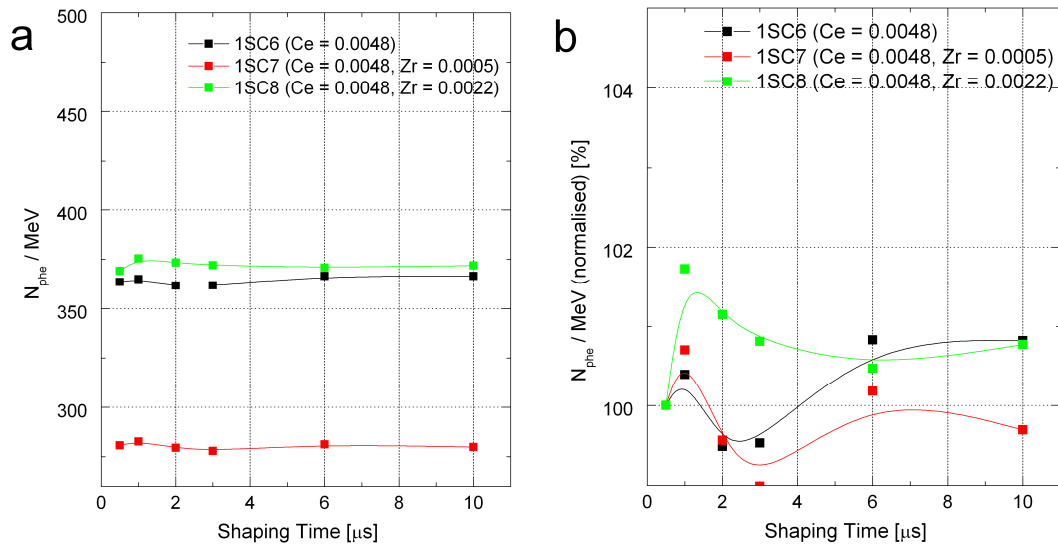 a
500
1SC6 (Ce = 0.0048)
1SC7 (Ce = 0.0048, Zr = 0.0005)
1SC8 (Ce = 0.0048, Zr = 0.0022)
450
400
350
300
N_phe / MeV
0 2 4 6 8 10
Shaping Time [μs]
b
1SC6 (Ce = 0.0048)
1SC7 (Ce = 0.0048, Zr = 0.0005)
1SC8 (Ce = 0.0048, Zr = 0.0022)
104
102
100
N_phe / MeV (normalised) [%]
0 2 4 6 8 10
Shaping Time [μs]